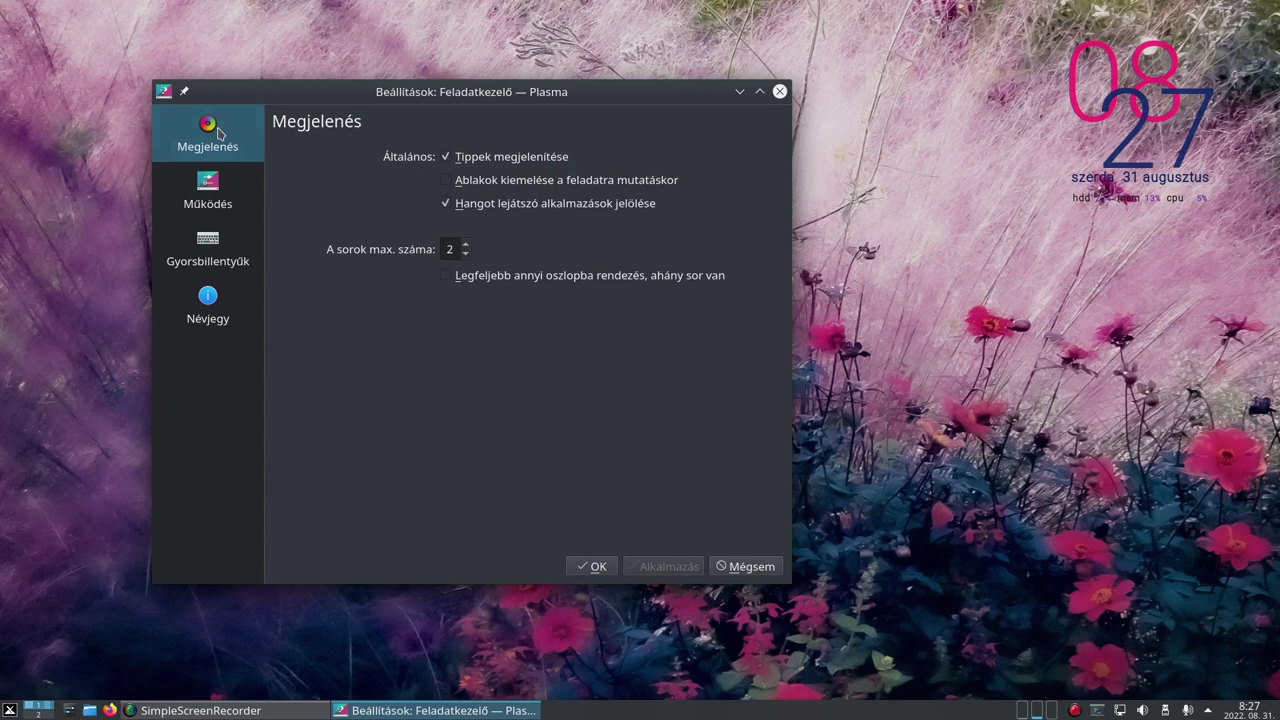 Beállítások: Feladatkezelő — Plasma
Megjelenés
Működés
Gyorsbillentyűk
Névjegy
Megjelenés
Általános: Tippek megjelenítése
Ablakok kiemelése a feladatra mutatáskor
Hangot lejátszó alkalmazások jelölése
A sorok max. száma: 2
Legfeljebb annyi oszlopba rendezés, ahány sor van
OK Alkalmazás Mégsem
08
27
szerda 31 augusztus
hdd mem 13% cpu 5%
1
2
SimpleScreenRecorder
Beállítások: Feladatkezelő — Plas...
8:27
2022. 08. 31.